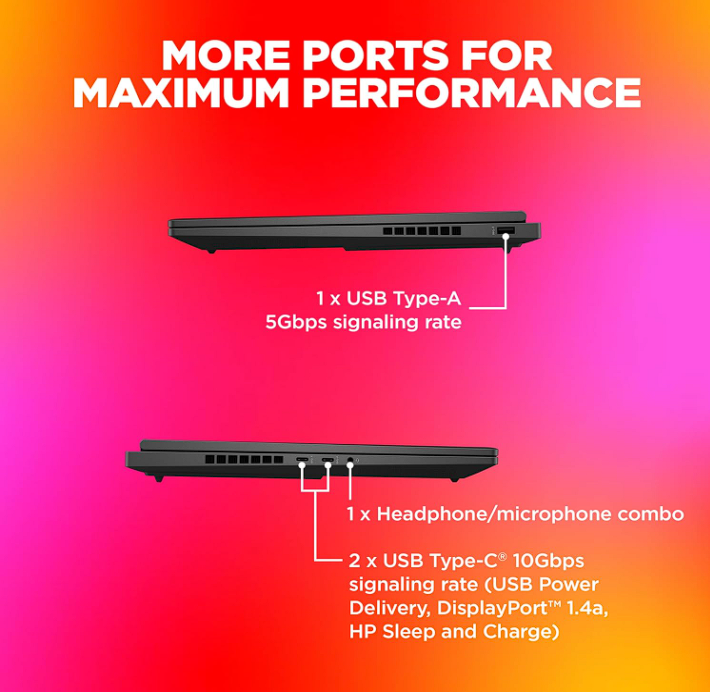 MORE PORTS FOR
MAXIMUM PERFORMANCE
1 x USB Type-A
5Gbps signaling rate
1 x Headphone/microphone combo
2 x USB Type-C® 10Gbps
signaling rate (USB Power
Delivery, DisplayPort™ 1.4a,
HP Sleep and Charge)